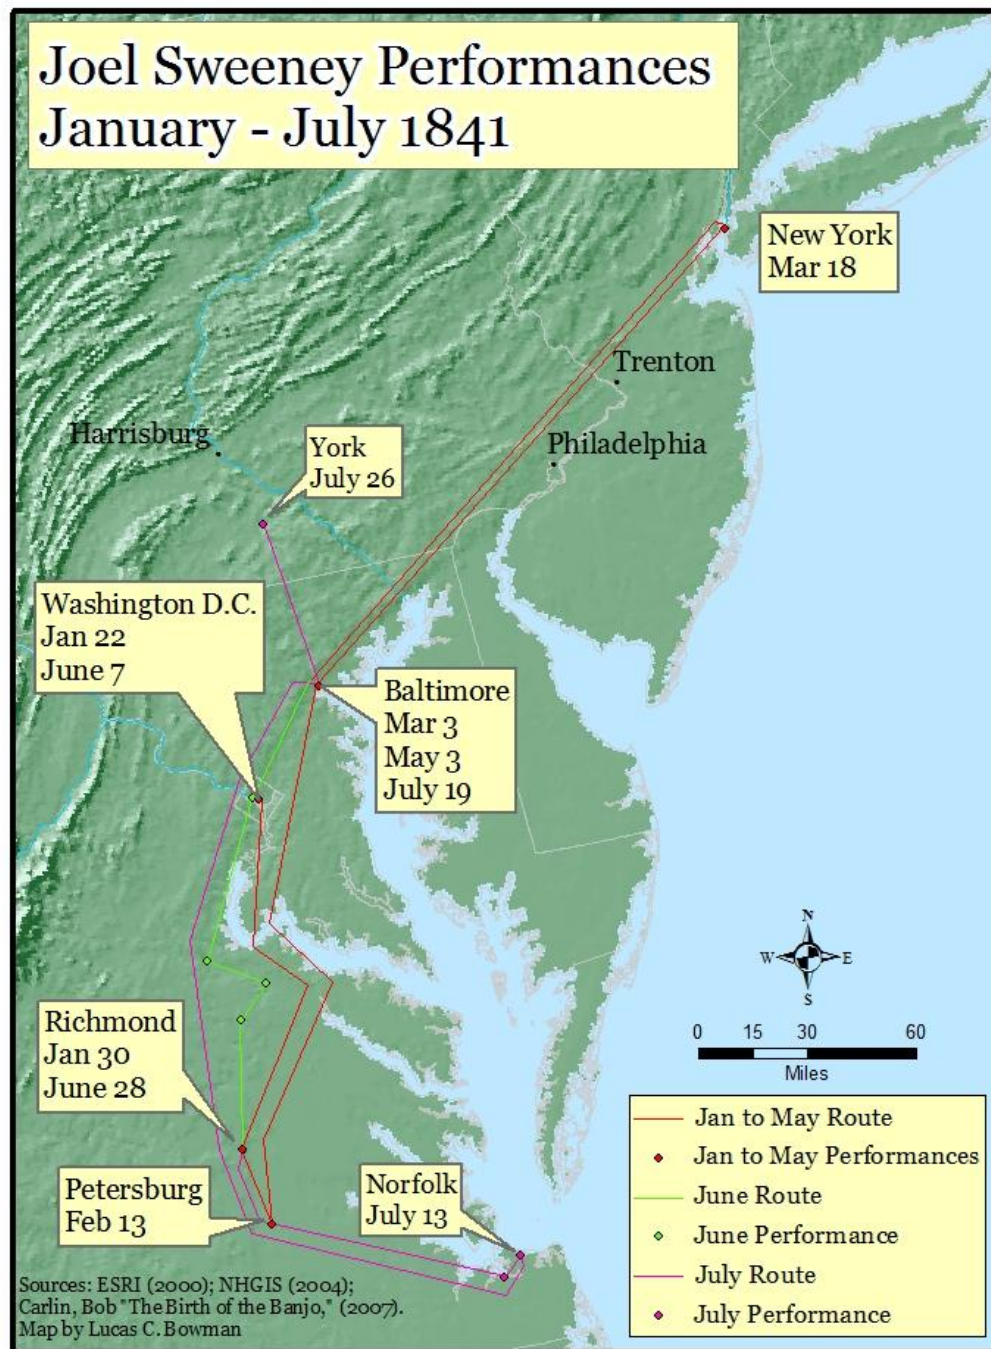 Joel Sweeney Performances
January - July 1841
New York
Mar 18
Trenton
Harrisburg
Philadelphia
York
July 26
Washington D.C.
Jan 22
June 7
Baltimore
Mar 3
May 3
July 19
N
W
E
S
Richmond
Jan 30
June 28
0 15 30 60
Miles
Petersburg
Feb 13
Norfolk
July 13
Jan to May Route
Jan to May Performances
June Route
June Performance
July Route
July Performance
Sources: ESRI (2000); NHGIS (2004);
Carlin, Bob "The Birth of the Banjo," (2007).
Map by Lucas C. Bowman